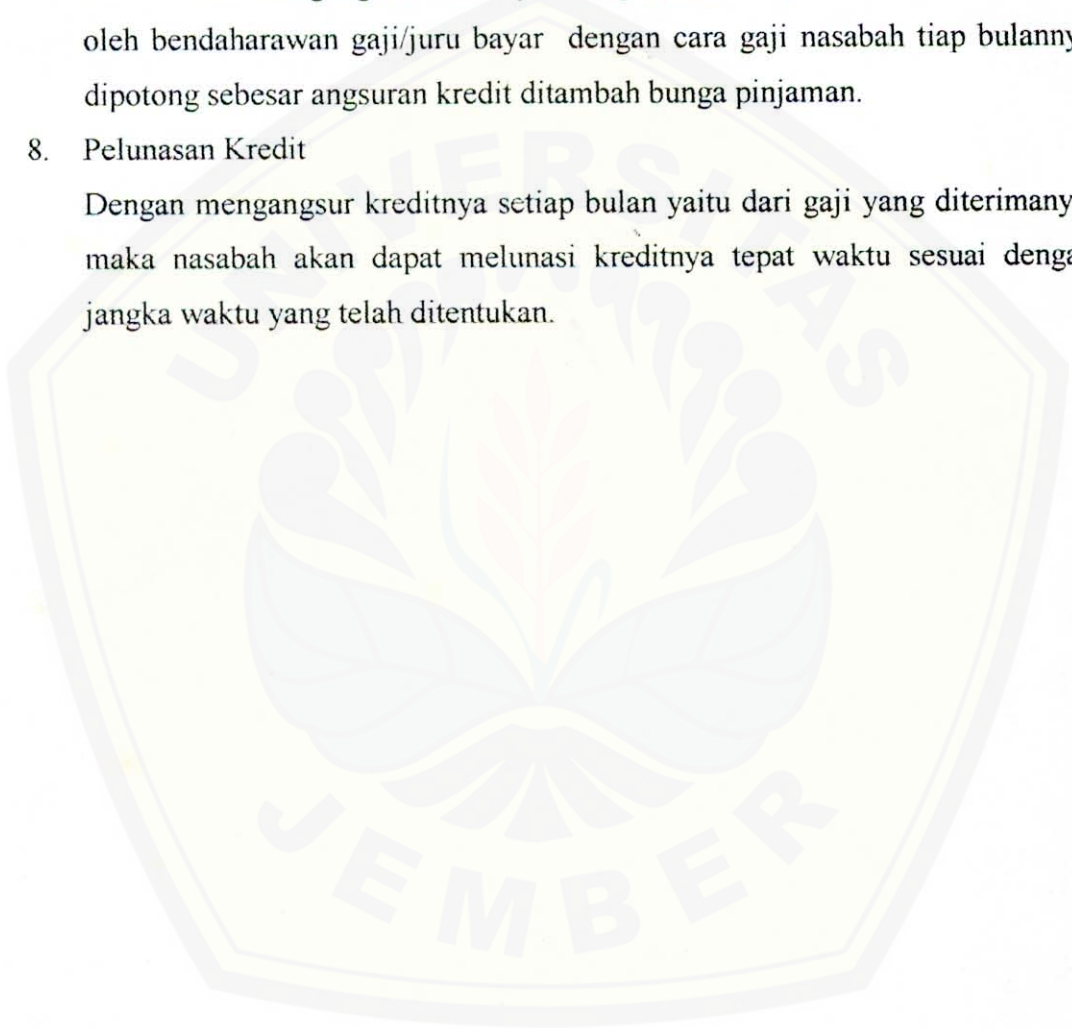 oleh bendaharawan gaji/juru bayar dengan cara gaji nasabah tiap bulanny
dipotong sebesar angsuran kredit ditambah bunga pinjaman.
8. Pelunasan Kredit
Dengan mengangsur kreditnya setiap bulan yaitu dari gaji yang diterimany
maka nasabah akan dapat melunasi kreditnya tepat waktu sesuai denga
jangka waktu yang telah ditentukan.
UNIVERSITAS
JEMBER